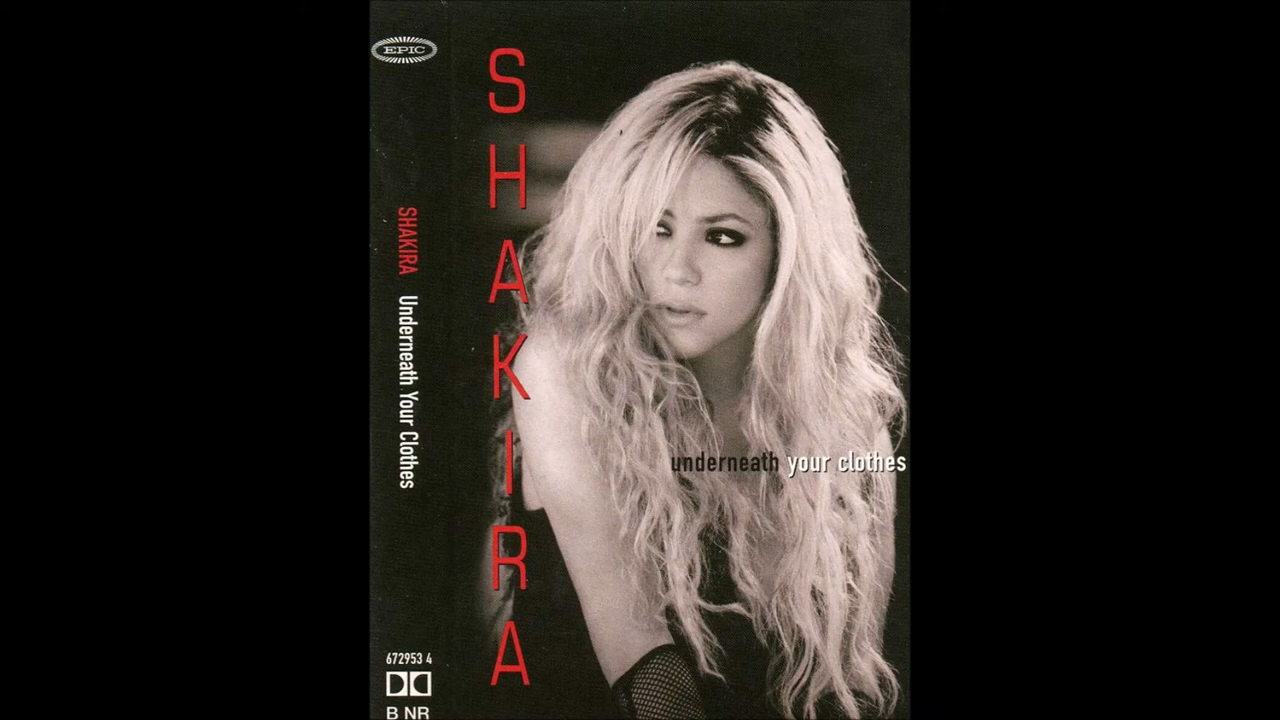 EPIC
SHAKIRA Underneath Your Clothes
672953 4
B NR
SHAKIRA
underneath your clothes